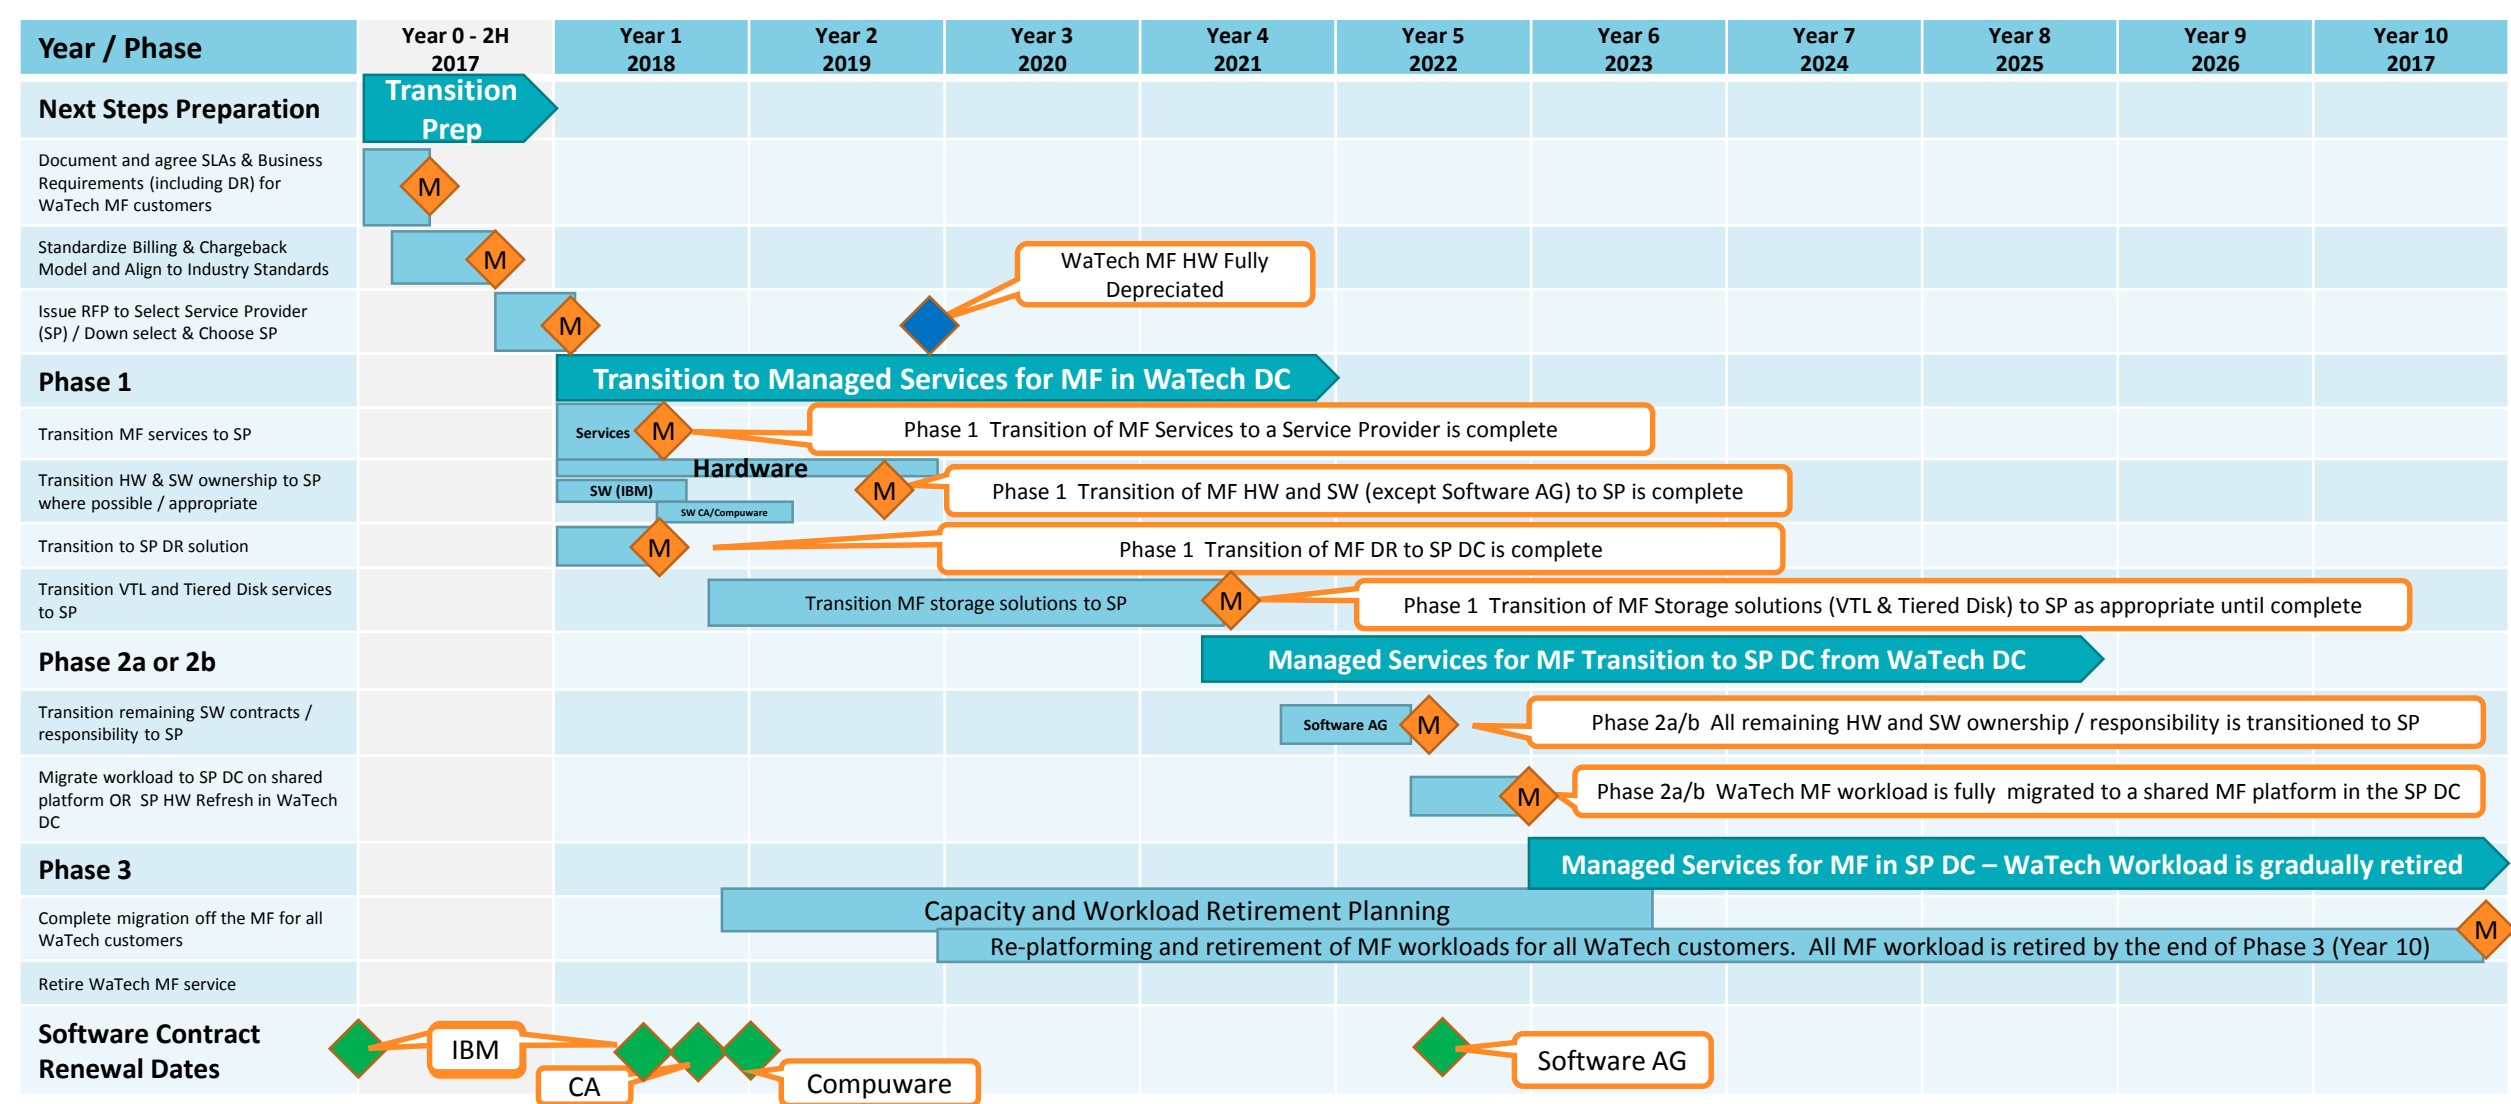 Year / Phase
Year 0 - 2H
2017
Year 1
2018
Year 2
2019
Year 3
2020
Year 4
2021
Year 5
2022
Year 6
2023
Year 7
2024
Year 8
2025
Year 9
2026
Year 10
2017
Next Steps Preparation
Transition
Prep
Document and agree SLAs & Business
Requirements (including DR) for
WaTech MF customers
M
Standardize Billing & Chargeback
Model and Align to Industry Standards
M
WaTech MF HW Fully
Depreciated
Issue RFP to Select Service Provider
(SP) / Down select & Choose SP
M
Phase 1
Transition to Managed Services for MF in WaTech DC
Transition MF services to SP
Services
M
Phase 1 Transition of MF Services to a Service Provider is complete
Transition HW & SW ownership to SP
where possible / appropriate
Hardware
SW (IBM)
SW CA/Compuware
M
Phase 1 Transition of MF HW and SW (except Software AG) to SP is complete
Transition to SP DR solution
M
Phase 1 Transition of MF DR to SP DC is complete
Transition VTL and Tiered Disk services
to SP
Transition MF storage solutions to SP
M
Phase 1 Transition of MF Storage solutions (VTL & Tiered Disk) to SP as appropriate until complete
Phase 2a or 2b
Managed Services for MF Transition to SP DC from WaTech DC
Transition remaining SW contracts /
responsibility to SP
Software AG
M
Phase 2a/b All remaining HW and SW ownership / responsibility is transitioned to SP
Migrate workload to SP DC on shared
platform OR SP HW Refresh in WaTech
DC
M
Phase 2a/b WaTech MF workload is fully migrated to a shared MF platform in the SP DC
Phase 3
Managed Services for MF in SP DC – WaTech Workload is gradually retired
Complete migration off the MF for all
WaTech customers
Capacity and Workload Retirement Planning
Re-platforming and retirement of MF workloads for all WaTech customers. All MF workload is retired by the end of Phase 3 (Year 10)
M
Retire WaTech MF service
Software Contract
Renewal Dates
IBM
CA
Compuware
Software AG